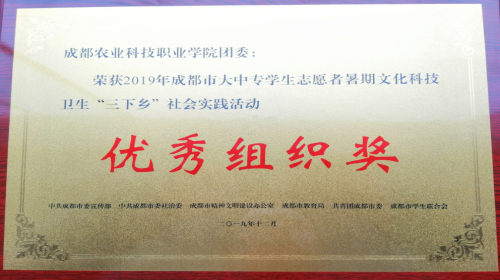 成都农业科技职业学院团委：
荣获2019年成都市大中专学生志愿者暑期文化科技
卫生“三下乡”社会实践活动
优秀组织奖
中共成都市委宣传部 中共成都市委社治委 成都市精神文明建设办公室 成都市教育局 共青团成都市委 成都市学生联合会
二〇一九年十二月